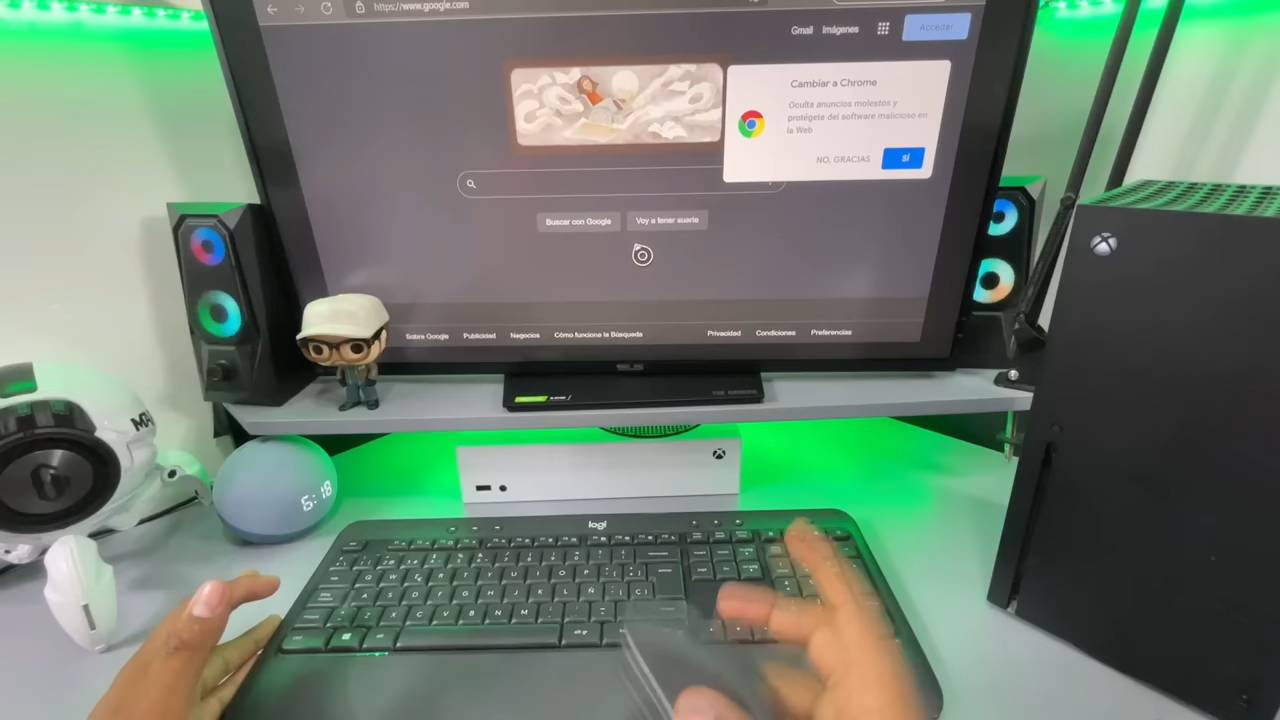 https://www.google.com
Gmail Imágenes Acceder
Cambiar a Chrome
Oculta anuncios molestos y
protégete del software malicioso en
la Web
NO, GRACIAS SÍ
Buscar con Google Voy a tener suerte
Sobre Google Publicidad Negocios Cómo funciona la Búsqueda Privacidad Condiciones Preferencias
6:18
logi